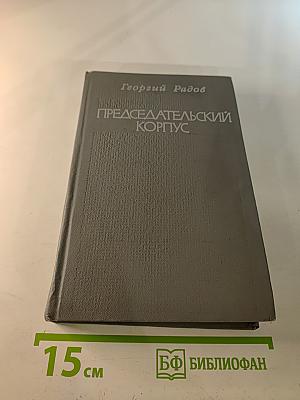 Георгий Радов
ПРЕДСЕДАТЕЛЬСКИЙ
КОРПУС
15 см
БФ БИБЛИОФАН